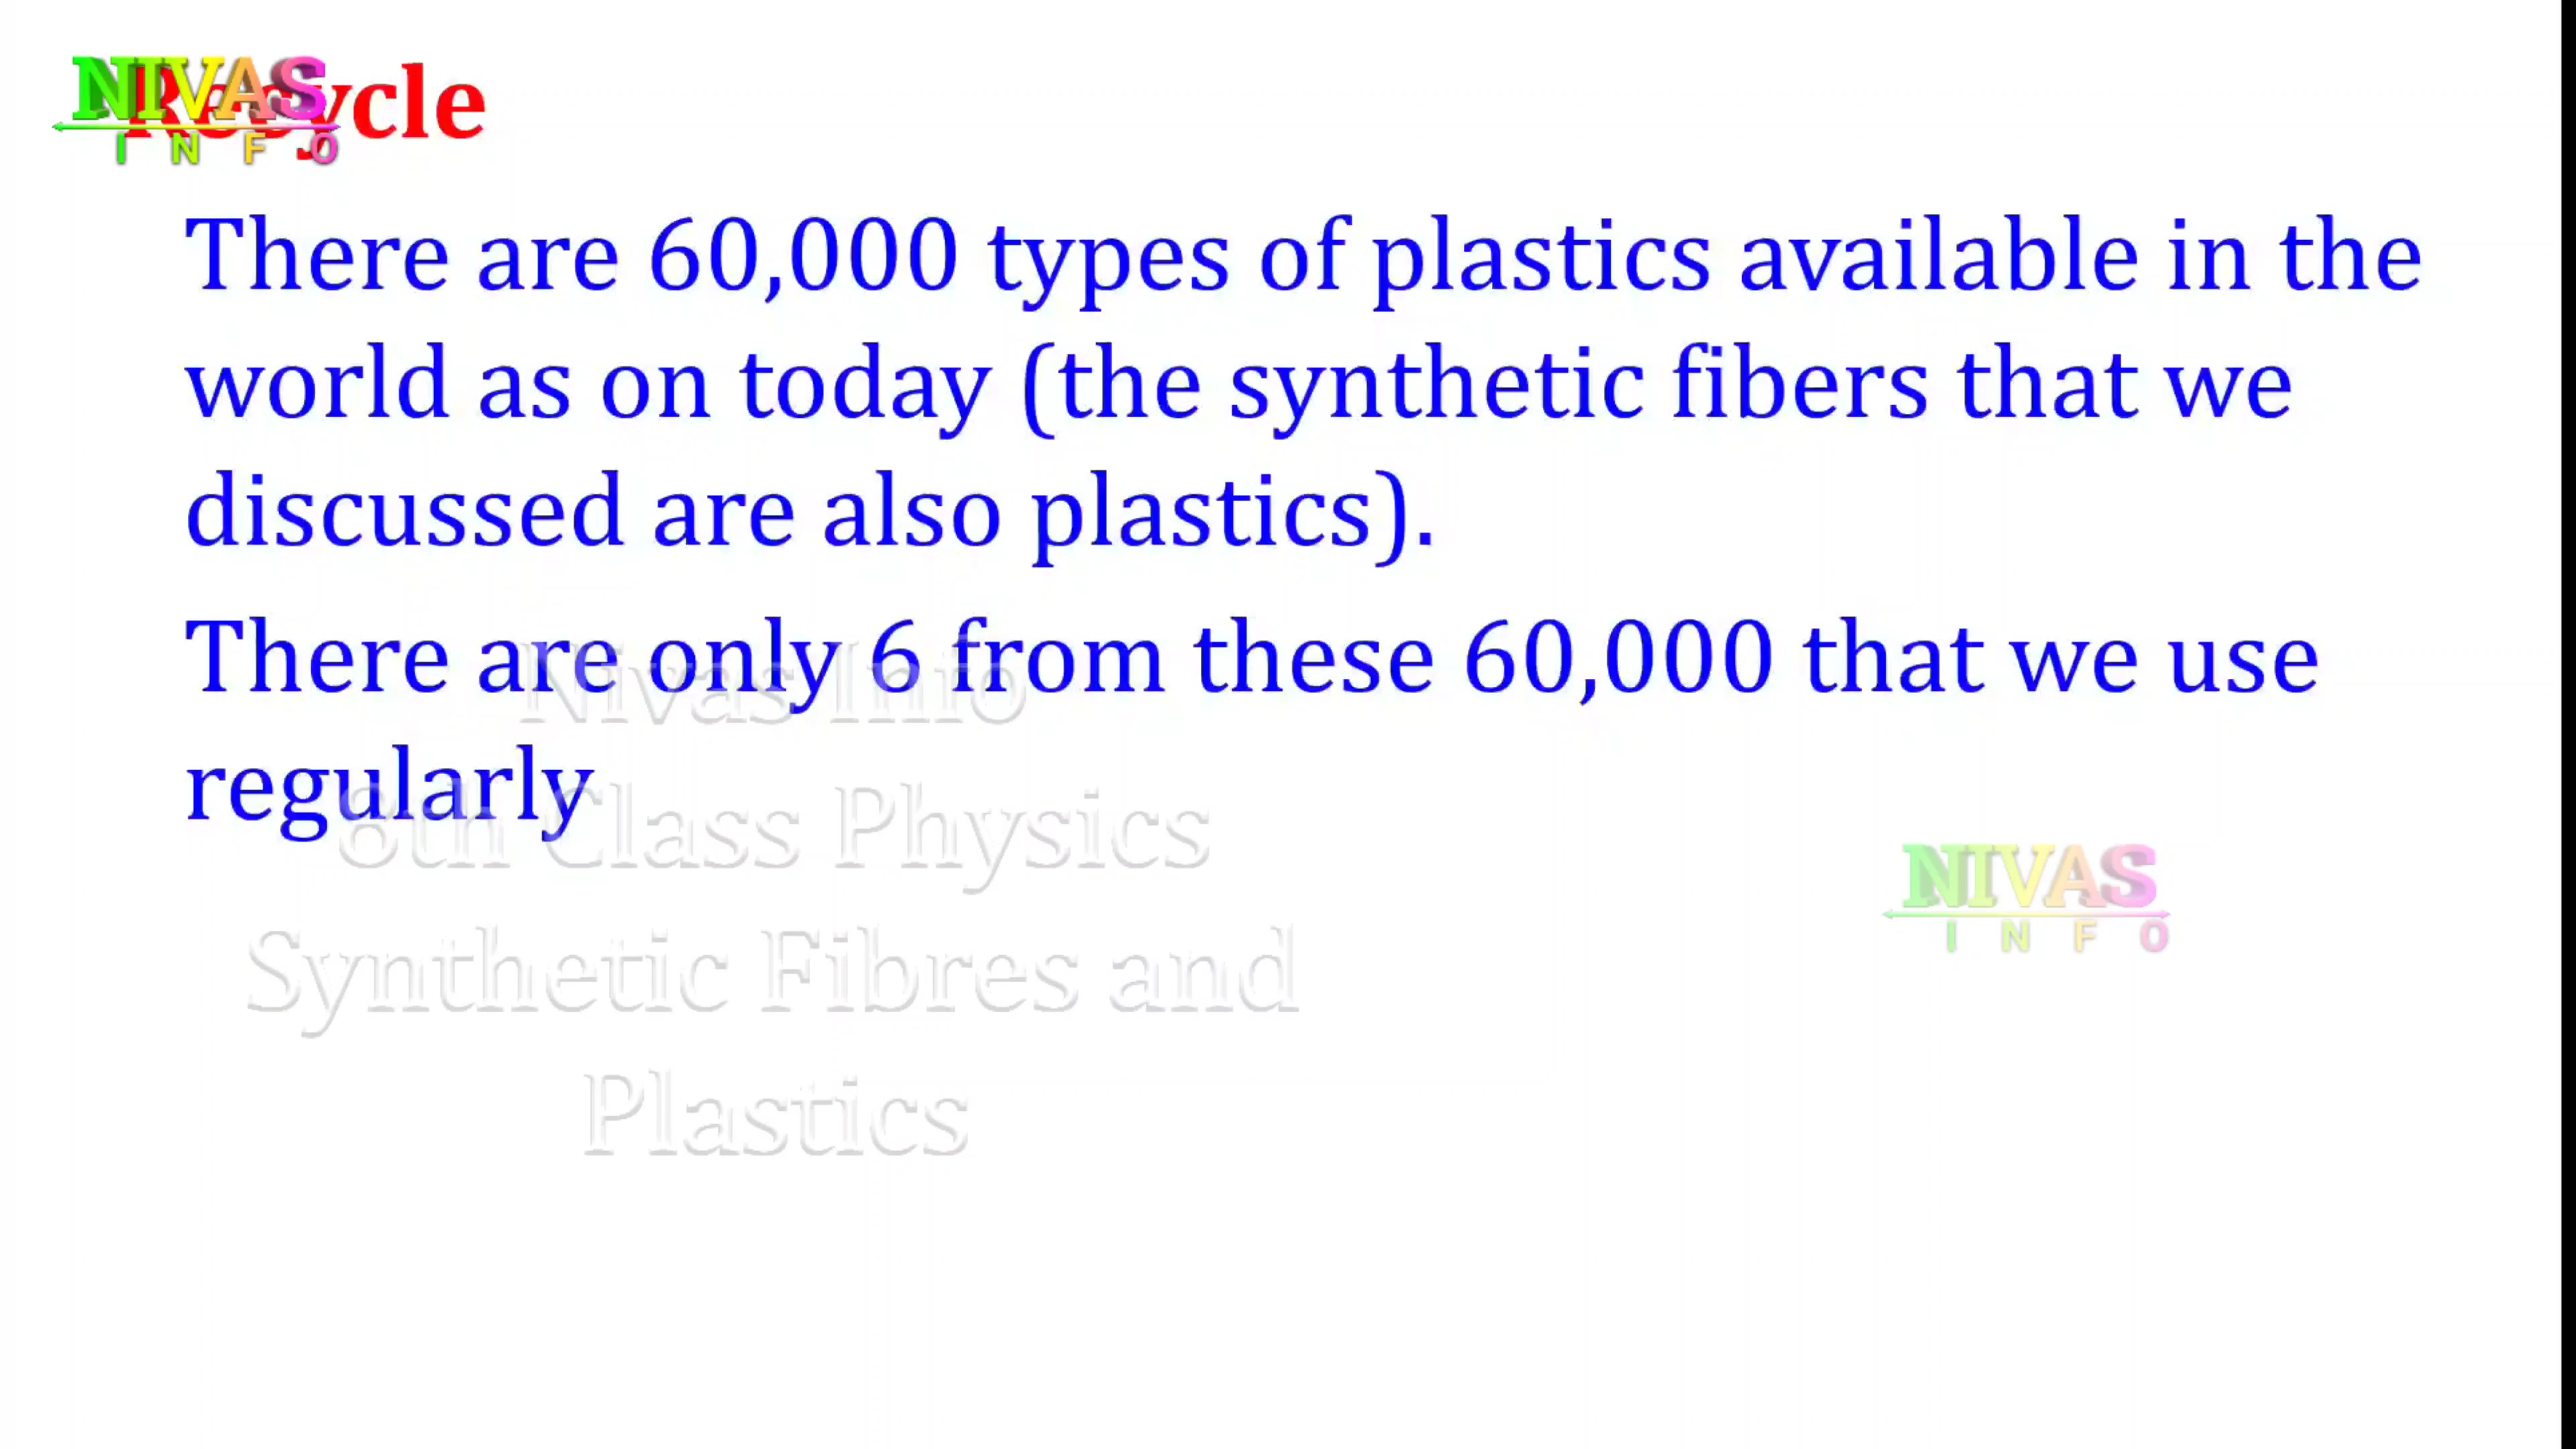 NIVAS
INFO
Recycle
There are 60,000 types of plastics available in the
world as on today (the synthetic fibers that we
discussed are also plastics).
There are only 6 from these 60,000 that we use
regularly
Nivas Info
8th Class Physics
Synthetic Fibres and
Plastics
NIVAS
INFO